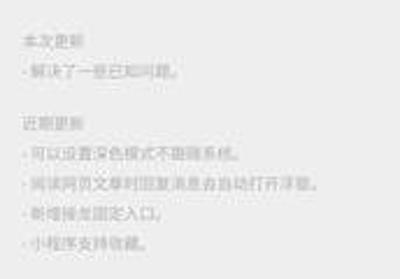 本次更新
· 解决了一些已知问题。
近期更新
· 可以设置深色模式不跟随系统。
· 阅读网页文章时回复消息会自动打开浮窗。
· 新增接龙固定入口。
· 小程序支持收藏。